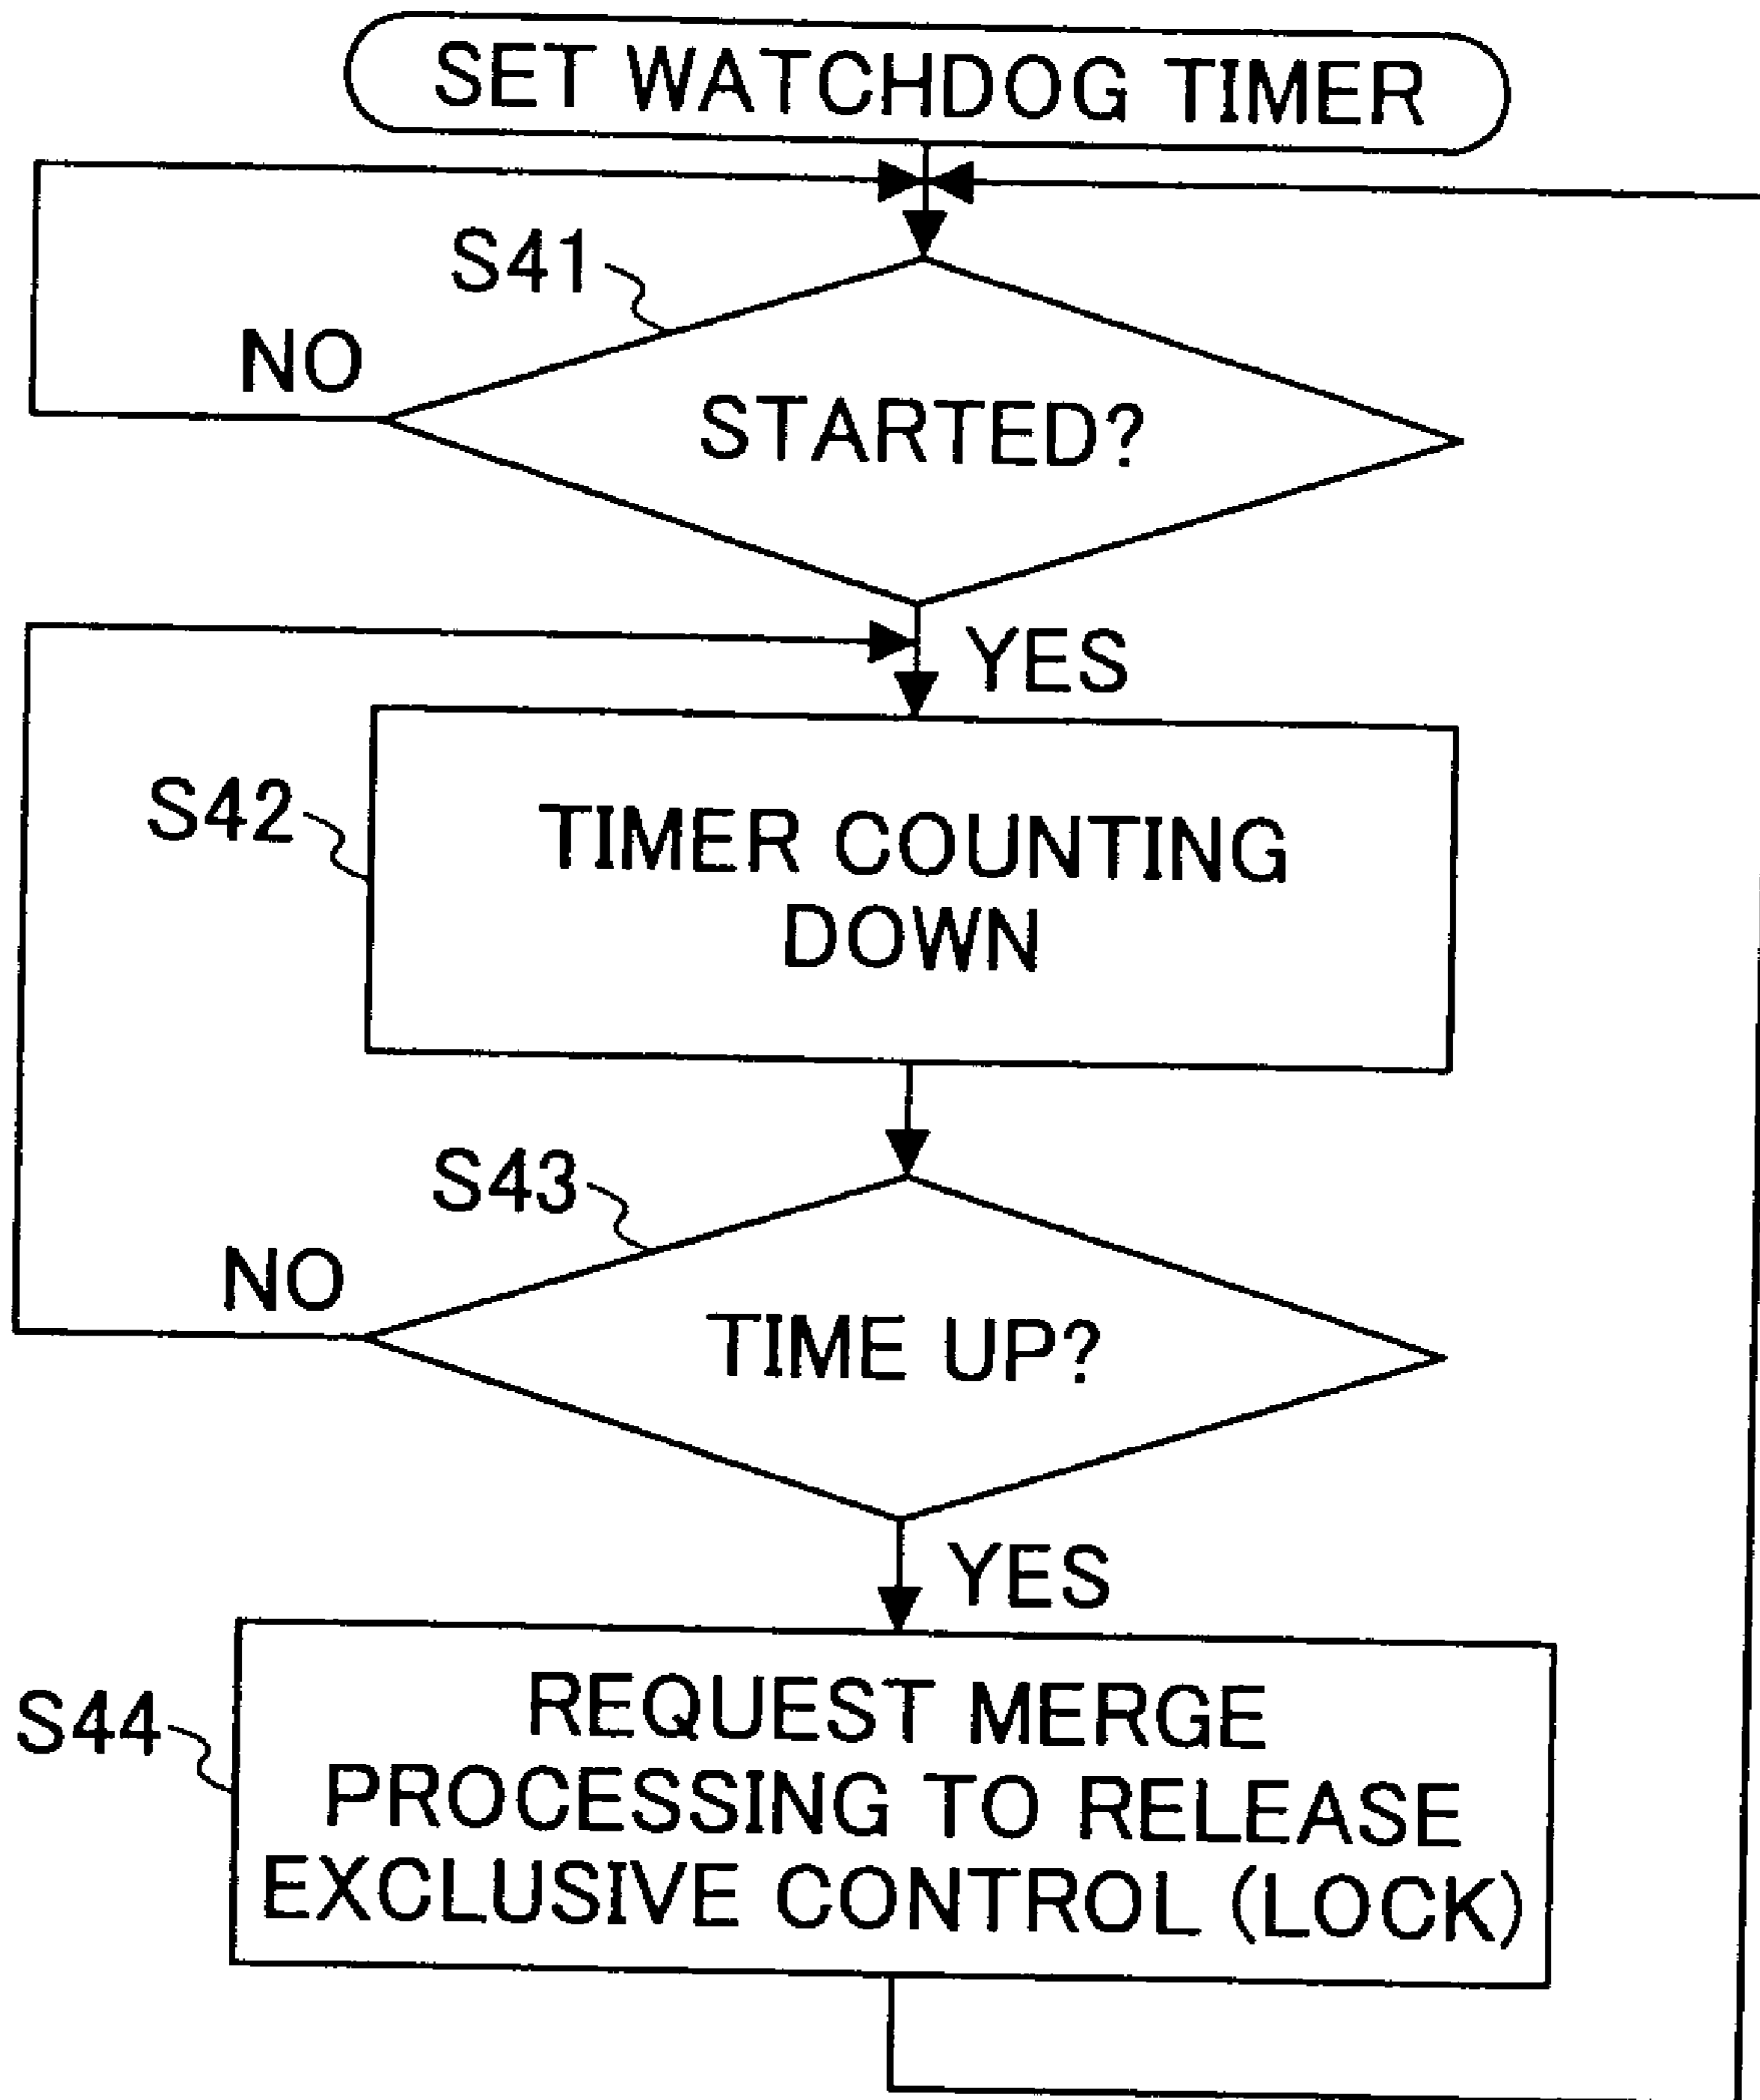 SET WATCHDOG TIMER
S41
NO
STARTED?
YES
S42
TIMER COUNTING
DOWN
S43
NO
TIME UP?
YES
S44
REQUEST MERGE
PROCESSING TO RELEASE
EXCLUSIVE CONTROL (LOCK)